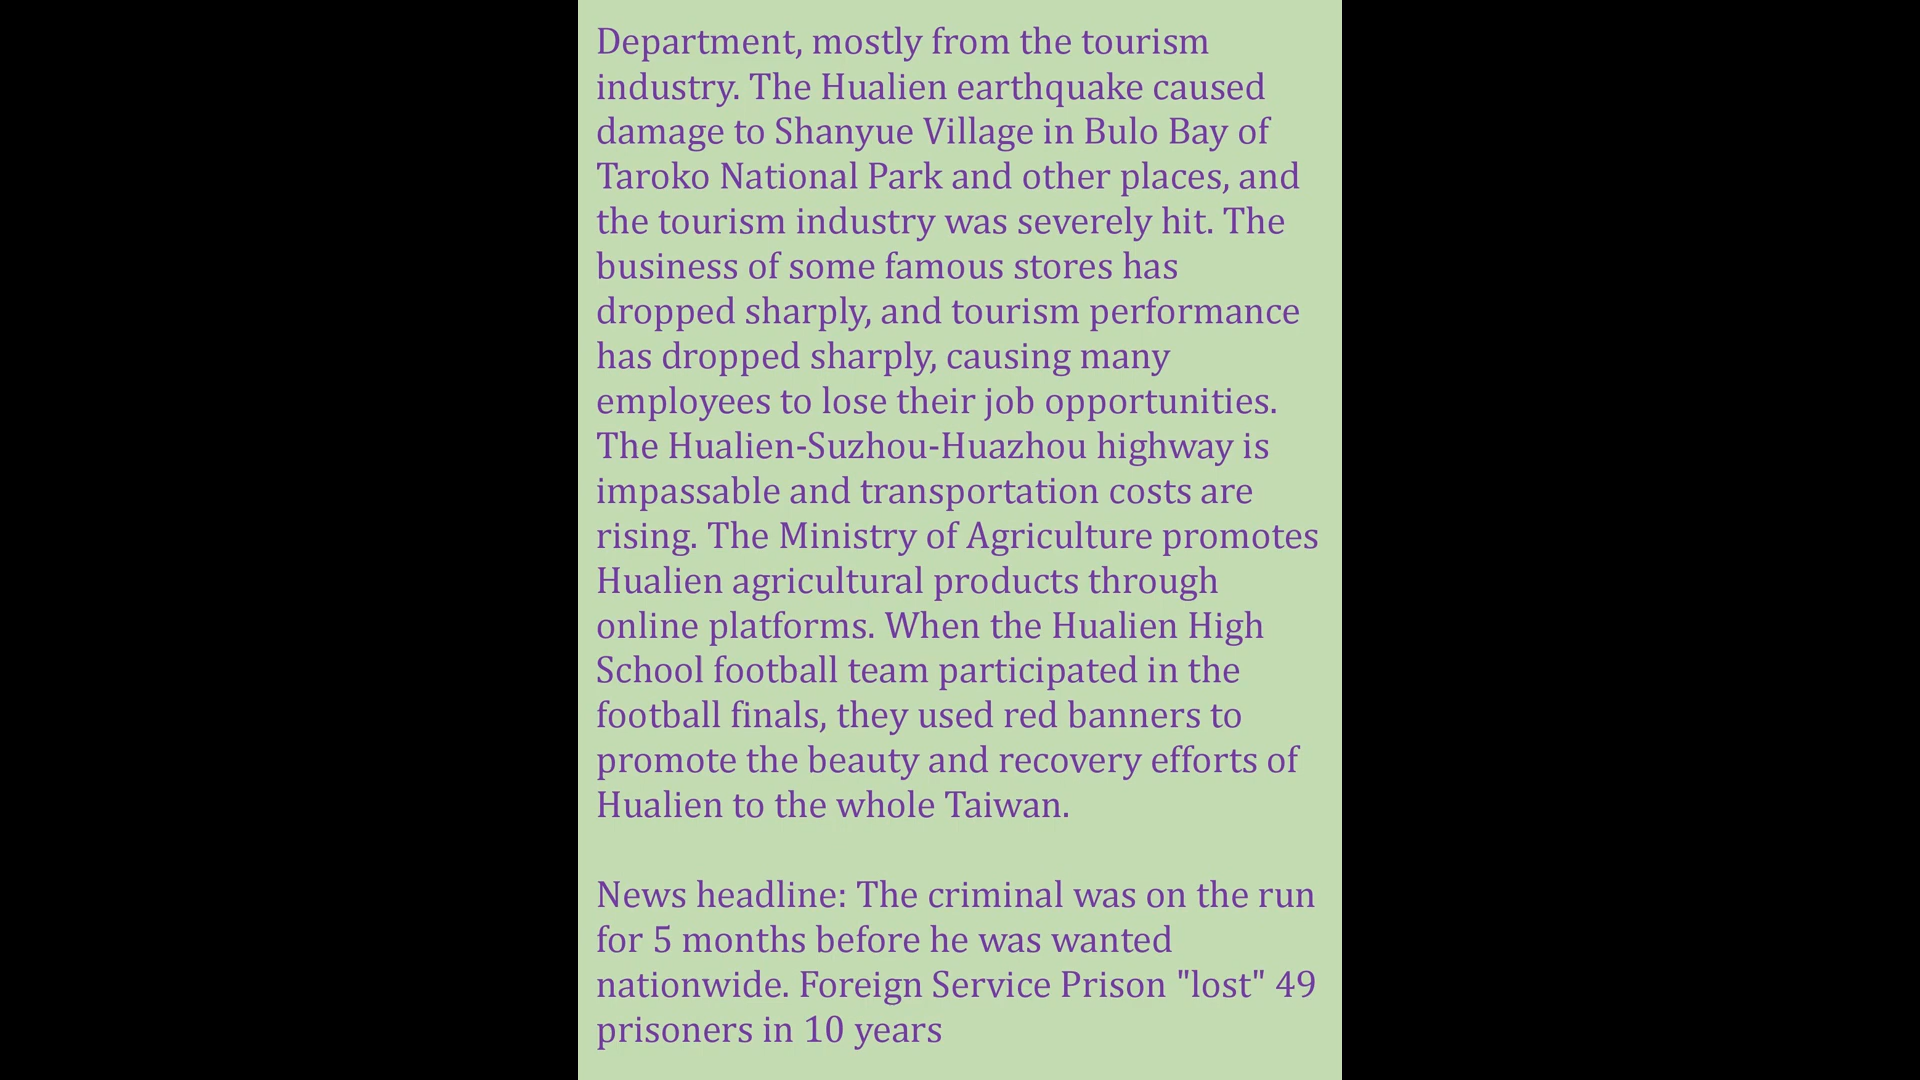 Department, mostly from the tourism
industry. The Hualien earthquake caused
damage to Shanyue Village in Bulo Bay of
Taroko National Park and other places, and
the tourism industry was severely hit. The
business of some famous stores has
dropped sharply, and tourism performance
has dropped sharply, causing many
employees to lose their job opportunities.
The Hualien-Suzhou-Huazhou highway is
impassable and transportation costs are
rising. The Ministry of Agriculture promotes
Hualien agricultural products through
online platforms. When the Hualien High
School football team participated in the
football finals, they used red banners to
promote the beauty and recovery efforts of
Hualien to the whole Taiwan.
News headline: The criminal was on the run
for 5 months before he was wanted
nationwide. Foreign Service Prison "lost" 49
prisoners in 10 years